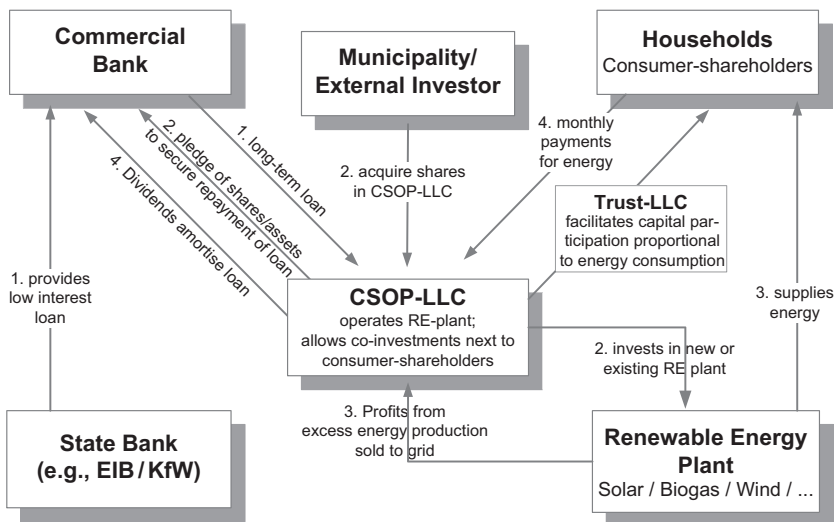 Commercial
Bank
Municipality/
External Investor
Households
Consumer-shareholders
1. long-term loan
2. pledge of shares/assets
to secure repayment of loan
4. Dividends amortise loan
2. acquire shares
in CSOP-LLC
4. monthly
payments
for energy
Trust-LLC
facilitates capital par-
ticipation proportional
to energy consumption
1. provides
low interest
loan
CSOP-LLC
operates RE-plant;
allows co-investments next to
consumer-shareholders
3. supplies
energy
2. invests in new or
existing RE plant
3. Profits from
excess energy production
sold to grid
State Bank
(e.g., EIB / KfW)
Renewable Energy
Plant
Solar / Biogas / Wind / ...